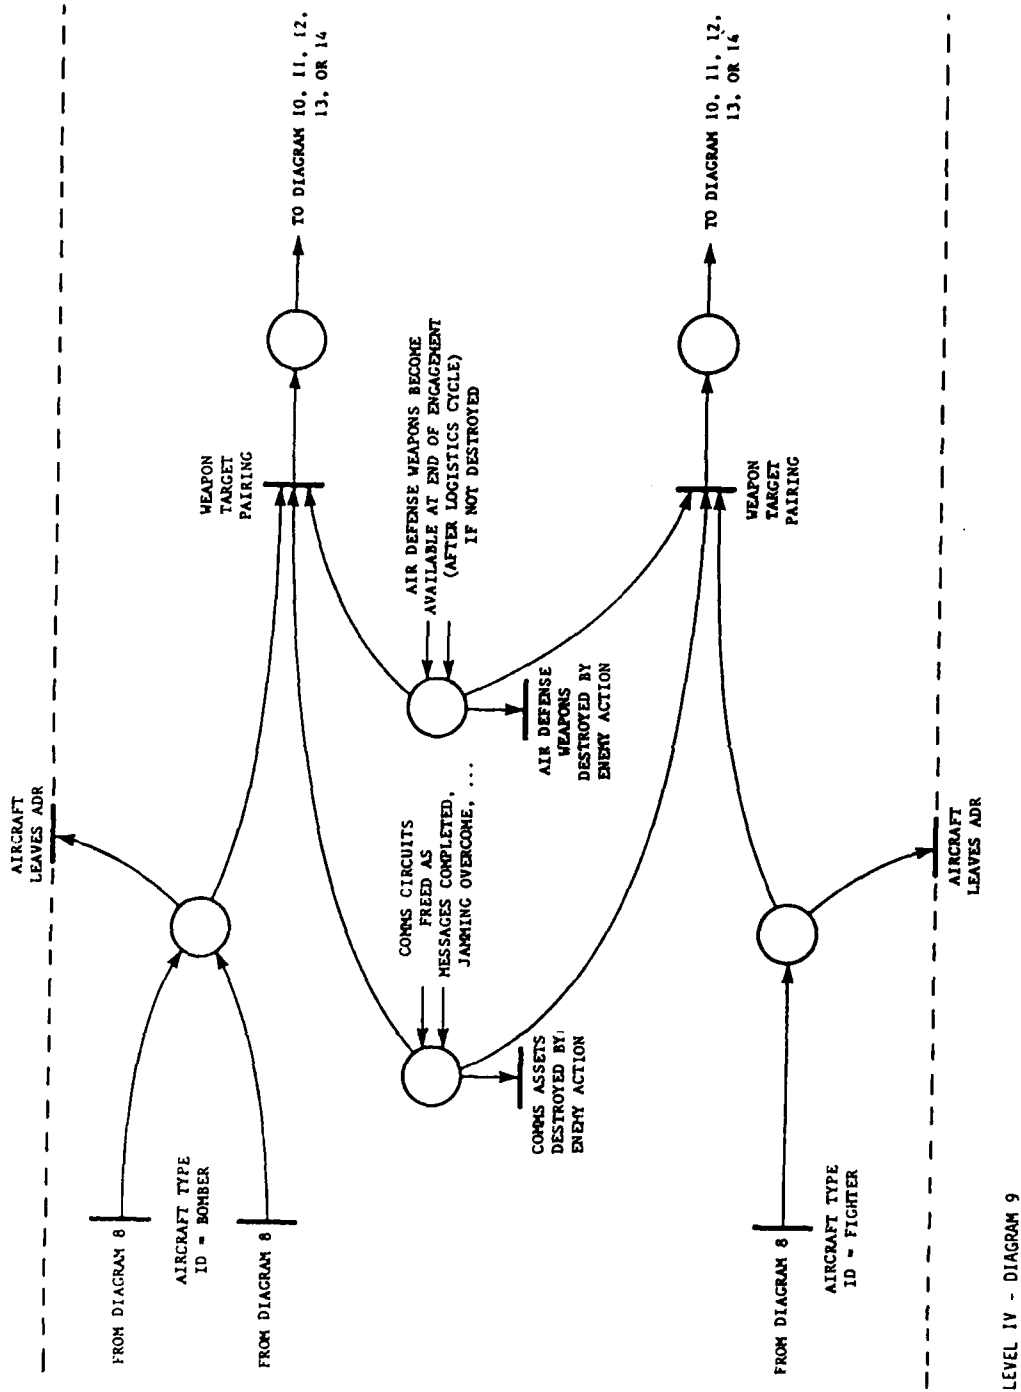 AIRCRAFT
LEAVES ADR
FROM DIAGRAM 8
AIRCRAFT TYPE
ID = BOMBER
FROM DIAGRAM 8
WEAPON
TARGET
PAIRING
TO DIAGRAM 10, 11, 12,
13, OR 14
COMMS CIRCUITS
FREED AS
MESSAGES COMPLETED,
JAMMING OVERCOME, ...
AIR DEFENSE WEAPONS BECOME
AVAILABLE AT END OF ENGAGEMENT
(AFTER LOGISTICS CYCLE)
IF NOT DESTROYED
COMMS ASSETS
DESTROYED BY
ENEMY ACTION
AIR DEFENSE
WEAPONS
DESTROYED BY
ENEMY ACTION
FROM DIAGRAM 8
AIRCRAFT TYPE
ID = FIGHTER
WEAPON
TARGET
PAIRING
TO DIAGRAM 10, 11, 12,
13, OR 14
AIRCRAFT
LEAVES ADR
LEVEL IV - DIAGRAM 9